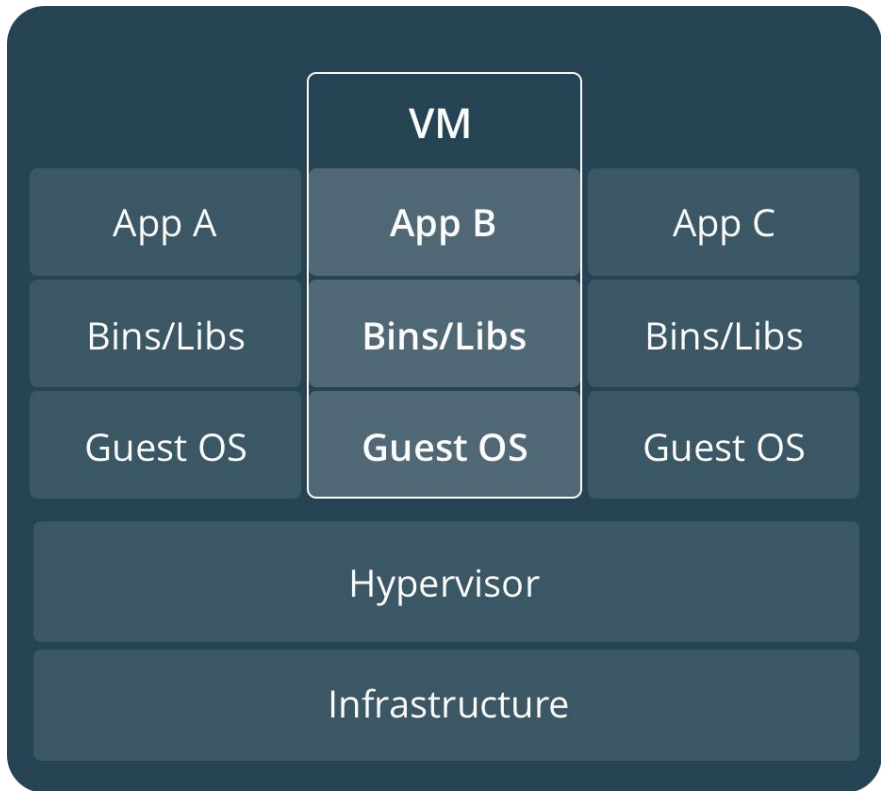 VM
App A App B App C
Bins/Libs Bins/Libs Bins/Libs
Guest OS Guest OS Guest OS
Hypervisor
Infrastructure